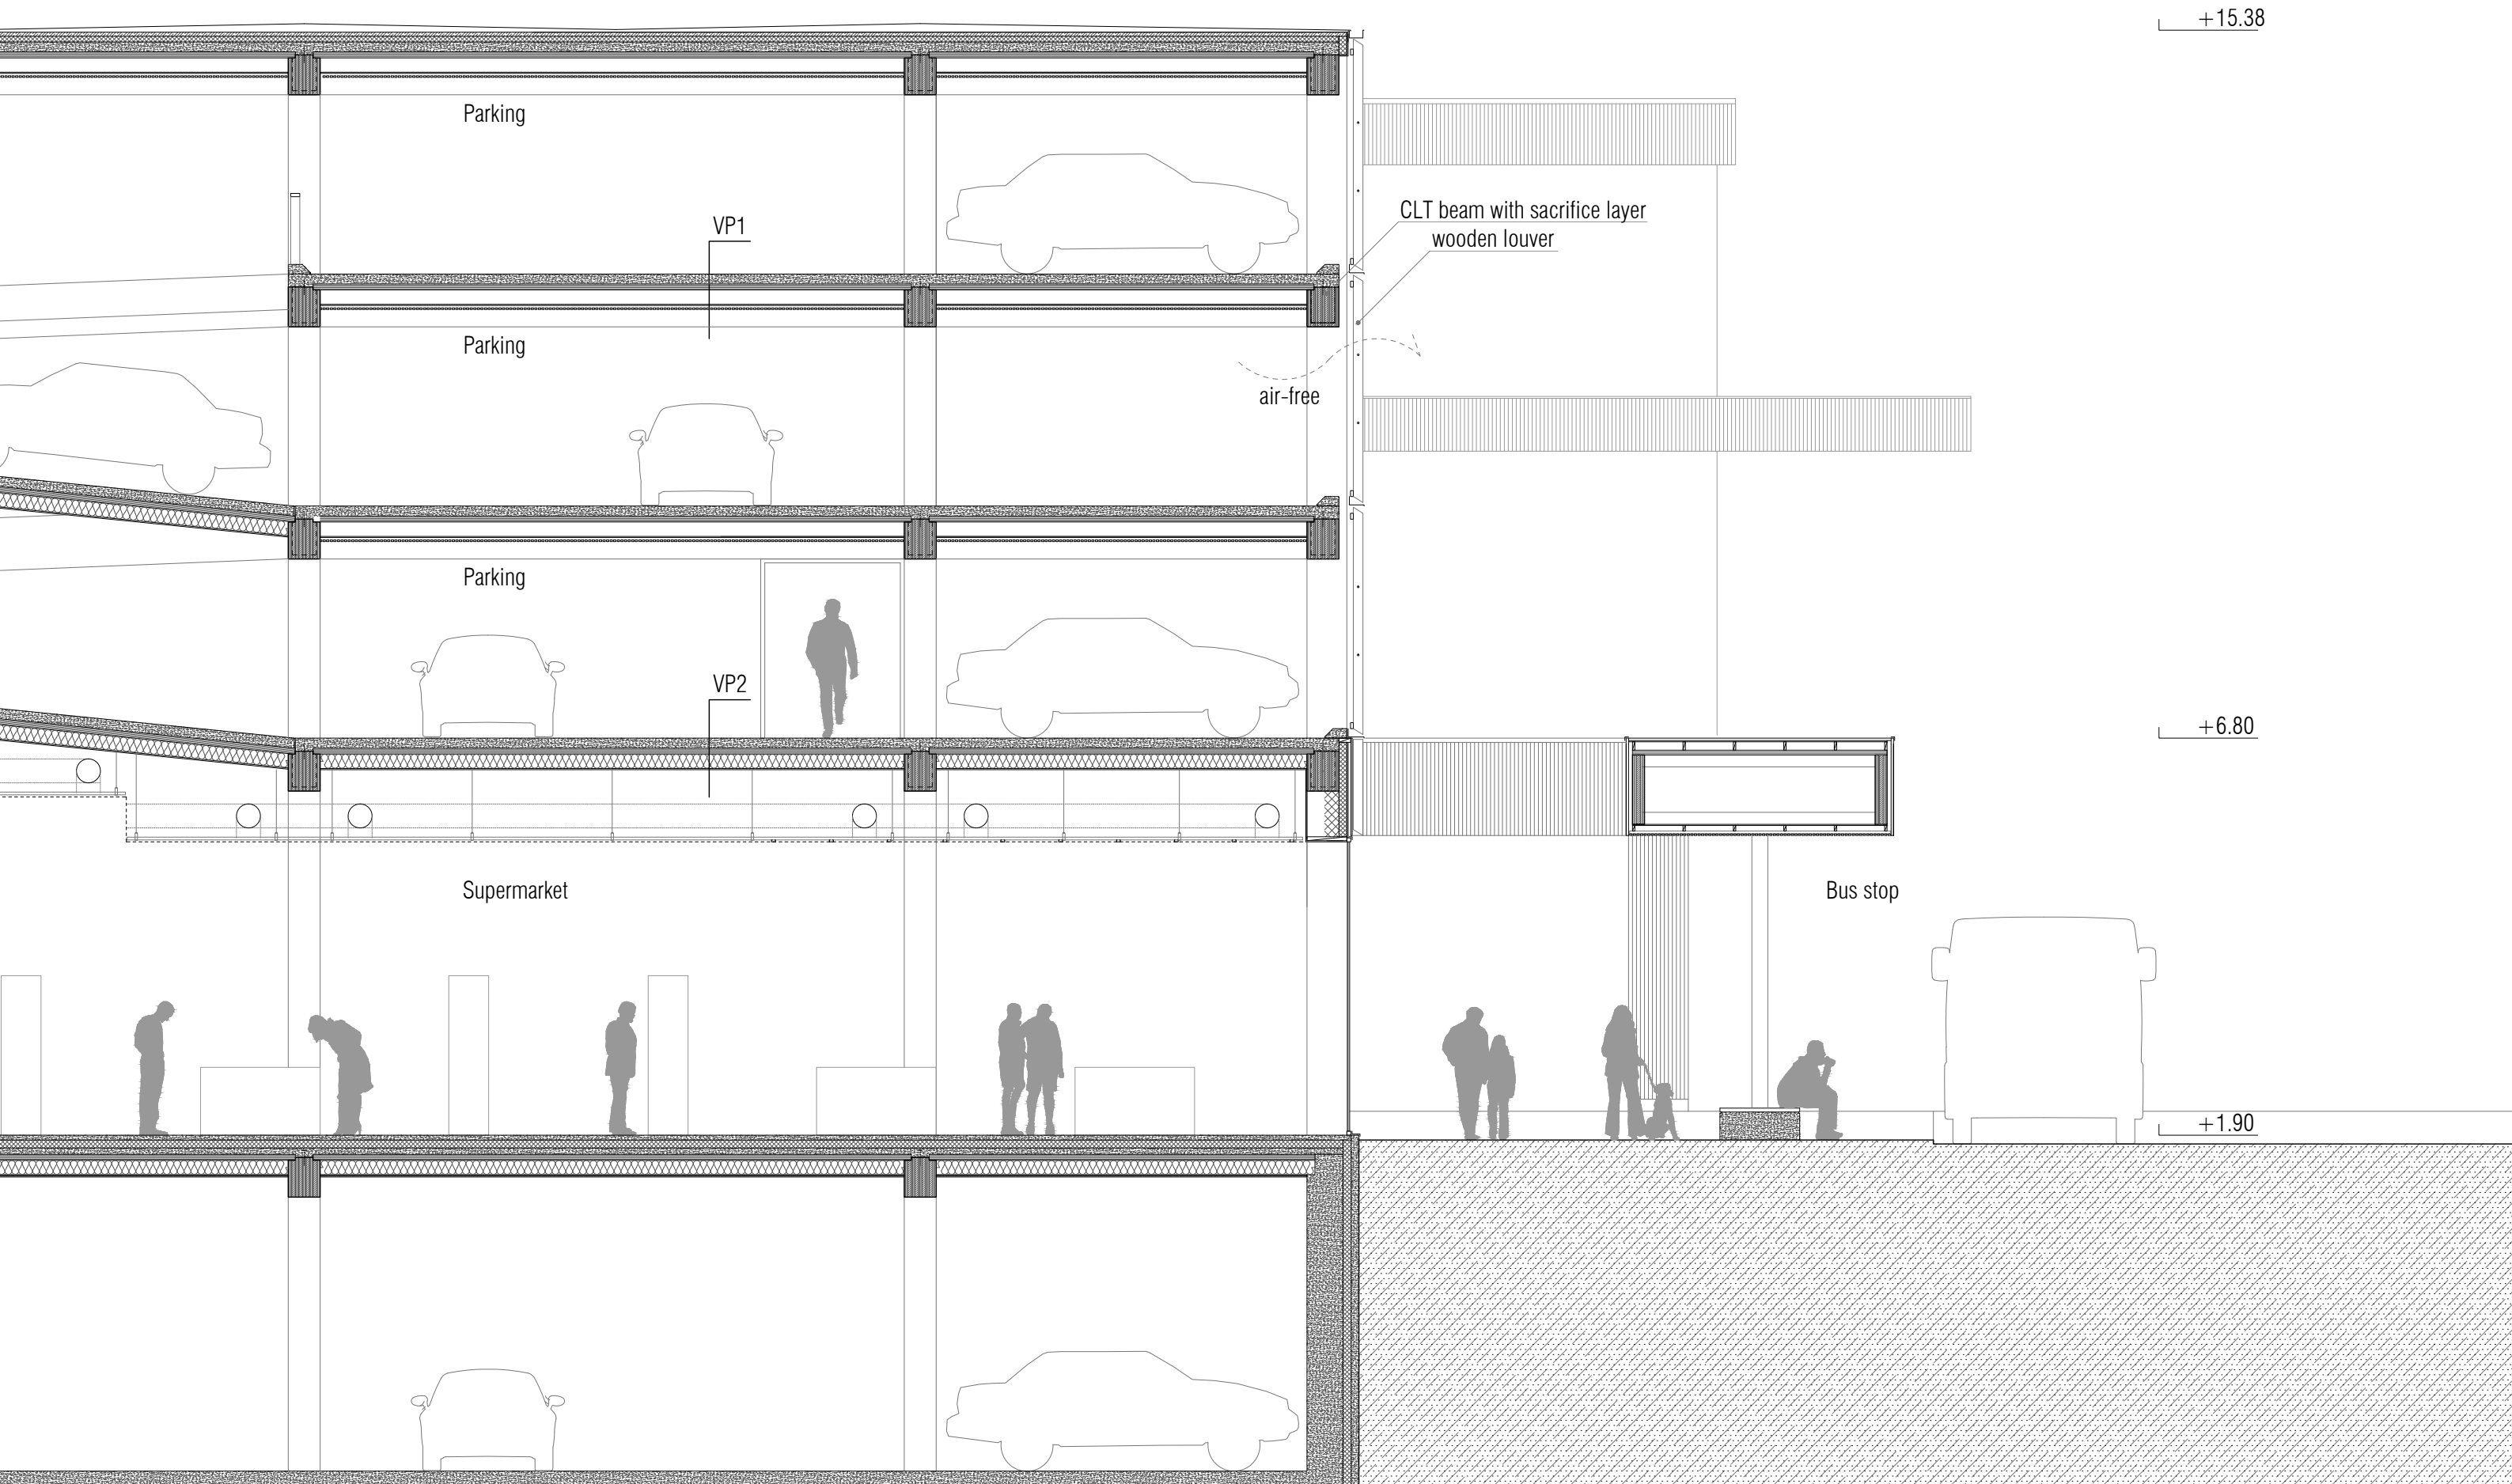 +15.38
Parking
CLT beam with sacrifice layer
VP1
wooden louver
Parking
air-free
Parking
VP2
+6.80
Supermarket
Bus stop
+1.90